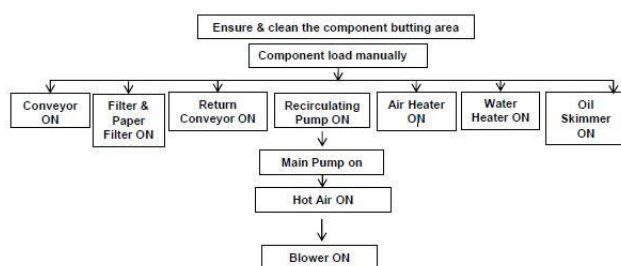 Ensure & clean the component butting area
Component load manually
Conveyor
ON
Filter &
Paper
Filter ON
Return
Conveyor ON
Recirculating
Pump ON
Air Heater
ON
Water
Heater ON
Oil
Skimmer
ON
Main Pump on
Hot Air ON
Blower ON